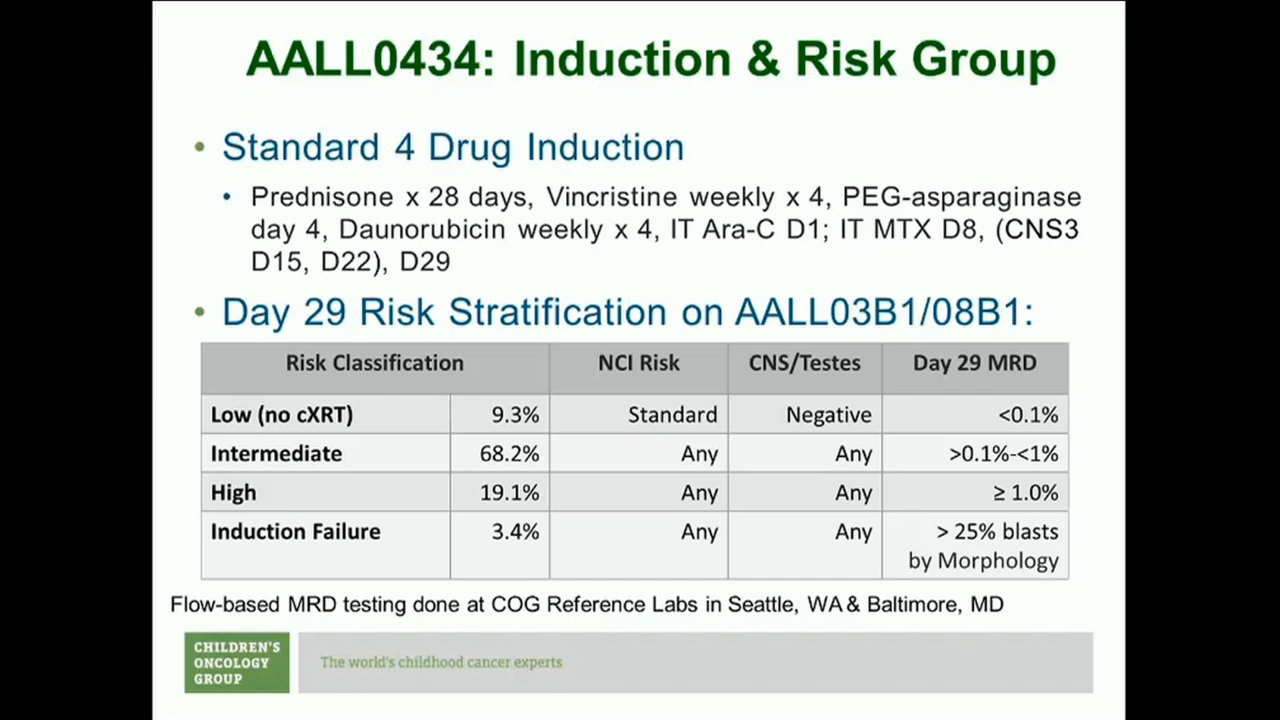 AALL0434: Induction & Risk Group
• Standard 4 Drug Induction
• Prednisone x 28 days, Vincristine weekly x 4, PEG-asparaginase
day 4, Daunorubicin weekly x 4, IT Ara-C D1; IT MTX D8, (CNS3
D15, D22), D29
• Day 29 Risk Stratification on AALL03B1/08B1:
Risk Classification NCI Risk CNS/Testes Day 29 MRD
Low (no cXRT) 9.3% Standard Negative <0.1%
Intermediate 68.2% Any Any >0.1%-<1%
High 19.1% Any Any ≥ 1.0%
Induction Failure 3.4% Any Any > 25% blasts
by Morphology
Flow-based MRD testing done at COG Reference Labs in Seattle, WA & Baltimore, MD
CHILDREN'S
ONCOLOGY
GROUP
The world's childhood cancer experts